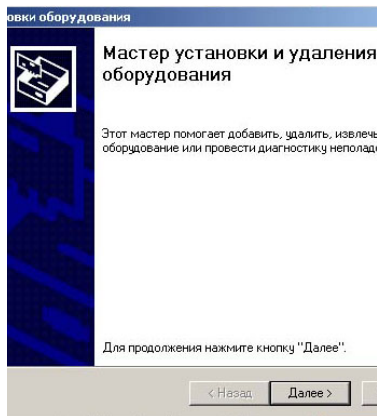 овки оборудования
Мастер установки и удаления
оборудования
Этот мастер помогает добавить, удалить, извлечь
оборудование или провести диагностику неполад
Для продолжения нажмите кнопку "Далее".
< Назад
Далее >